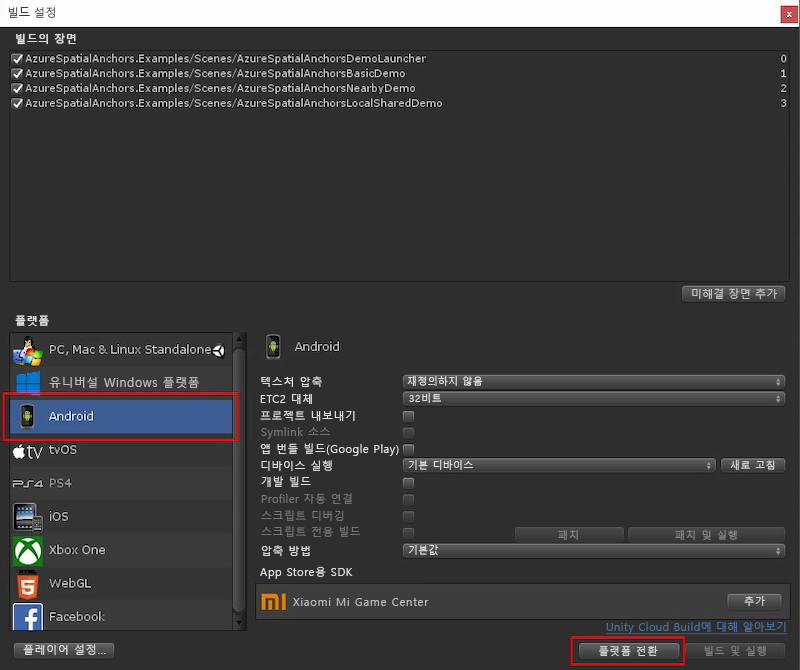 빌드 설정
x
빌드의 장면
AzureSpatialAnchors.Examples/Scenes/AzureSpatialAnchorsDemoLauncher 0
AzureSpatialAnchors.Examples/Scenes/AzureSpatialAnchorsBasicDemo 1
AzureSpatialAnchors.Examples/Scenes/AzureSpatialAnchorsNearbyDemo 2
AzureSpatialAnchors.Examples/Scenes/AzureSpatialAnchorsLocalSharedDemo 3
미해결 장면 추가
플랫폼
PC, Mac & Linux Standalone
유니버설 Windows 플랫폼
Android
tv tvOS
PS4 PS4
iOS
Xbox One
HTML 5 WebGL
f Facebook
플레이어 설정...
Android
텍스처 압축 재정의하지 않음
ETC2 대체 32비트
프로젝트 내보내기
Symlink 소스
앱 번들 빌드(Google Play)
디바이스 실행 기본 디바이스 새로 고침
개발 빌드
Profiler 자동 연결
스크립트 디버깅
스크립트 전용 빌드 패치 패치 및 실행
압축 방법 기본값
App Store용 SDK
mi Xiaomi Mi Game Center 추가
Unity Cloud Build에 대해 알아보기
플랫폼 전환 빌드 및 실행